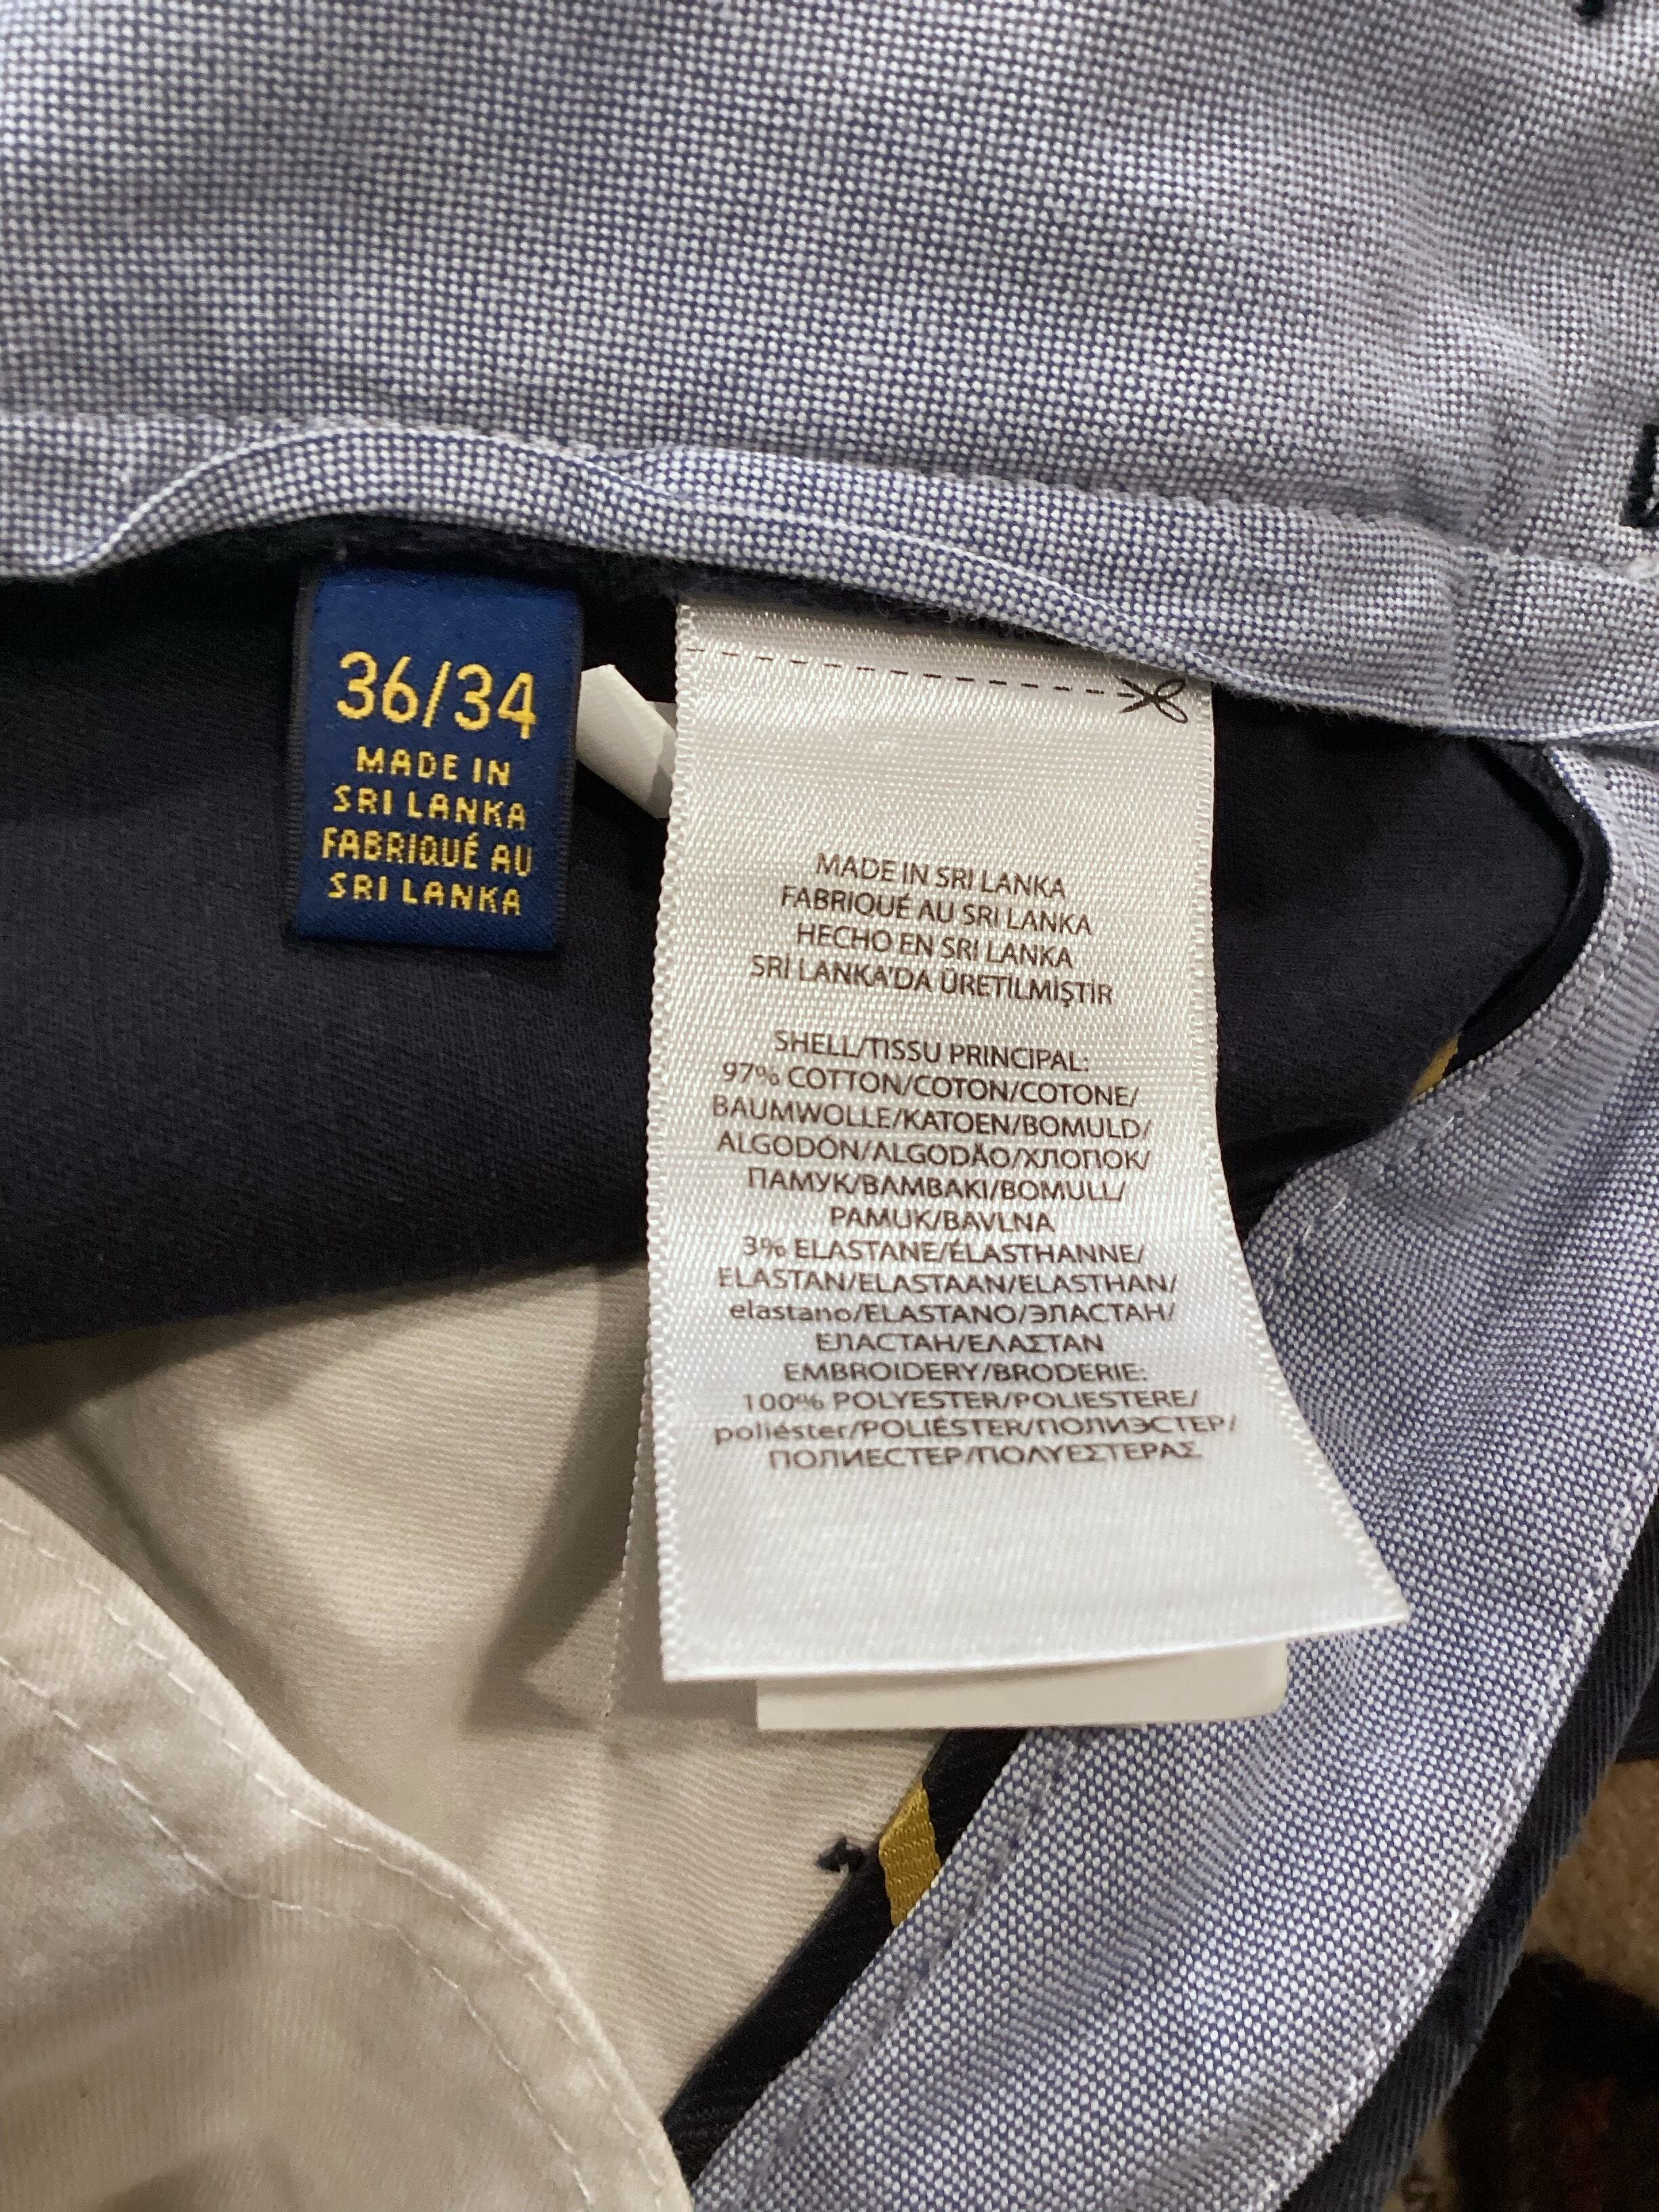 36/34
MADE IN
SRI LANKA
FABRIQUÉ AU
SRI LANKA
MADE IN SRI LANKA
FABRIQUÉ AU SRI LANKA
HECHO EN SRI LANKA
SRI LANKA'DA ÜRETILMIŞTIR
SHELL/TISSU PRINCIPAL:
97% COTTON/COTON/COTONE/
BAUMWOLLE/KATOEN/BOMULD/
ALGODÓN/ALGODÃO/ХЛОПОК/
ПАМУК/BAMBAKI/BOMULL/
PAMUK/BAVLNA
3% ELASTANE/ÉLASTHANNE/
ELASTAN/ELASTAAN/ELASTHAN/
elastano/ELASTANO/ЭЛАСТАН/
ЕЛАСТАН/ΕΛΑΣΤΑΝ
EMBROIDERY/BRODERIE:
100% POLYESTER/POLIESTERE/
poliéster/POLIÉSTER/ПОЛИЭСТЕР/
ПОЛИЕСТЕР/ΠΟΛΥΕΣΤΕΡΑΣ